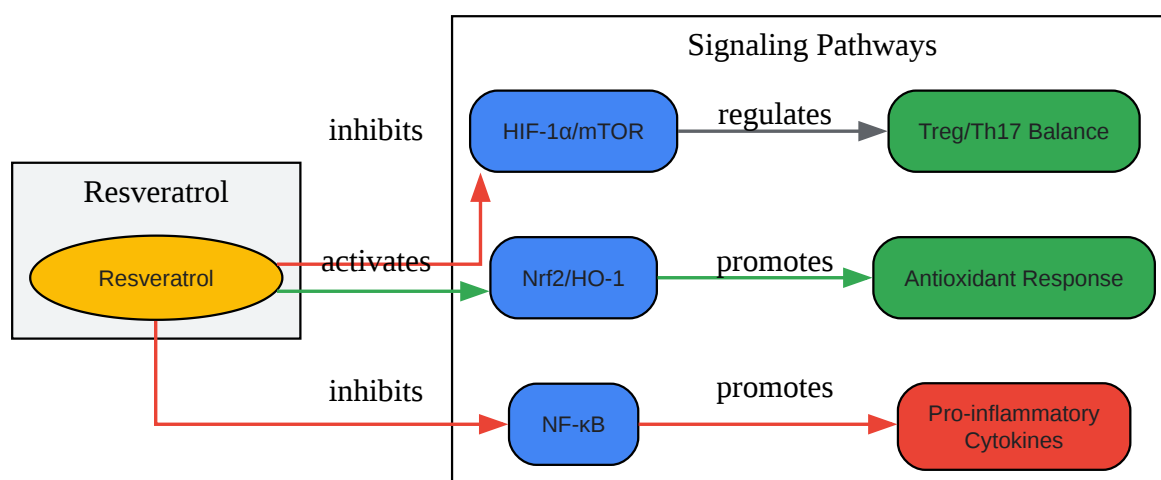 Signaling Pathways
inhibits
HIF-1α/mTOR
regulates
Treg/Th17 Balance
Resveratrol
Resveratrol
activates
Nrf2/HO-1
promotes
Antioxidant Response
inhibits
NF-κB
promotes
Pro-inflammatory
Cytokines